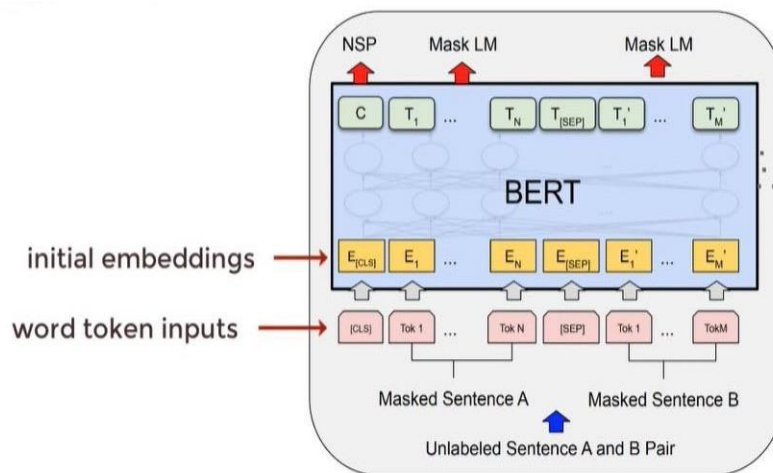 NSP Mask LM Mask LM
C T1 ... TN T[SEP] T1' ... TM'
BERT
initial embeddings E[CLS] E1 ... EN E[SEP] E1' ... EM'
word token inputs [CLS] Tok 1 ... Tok N [SEP] Tok 1 ... TokM
Masked Sentence A Masked Sentence B
Unlabeled Sentence A and B Pair